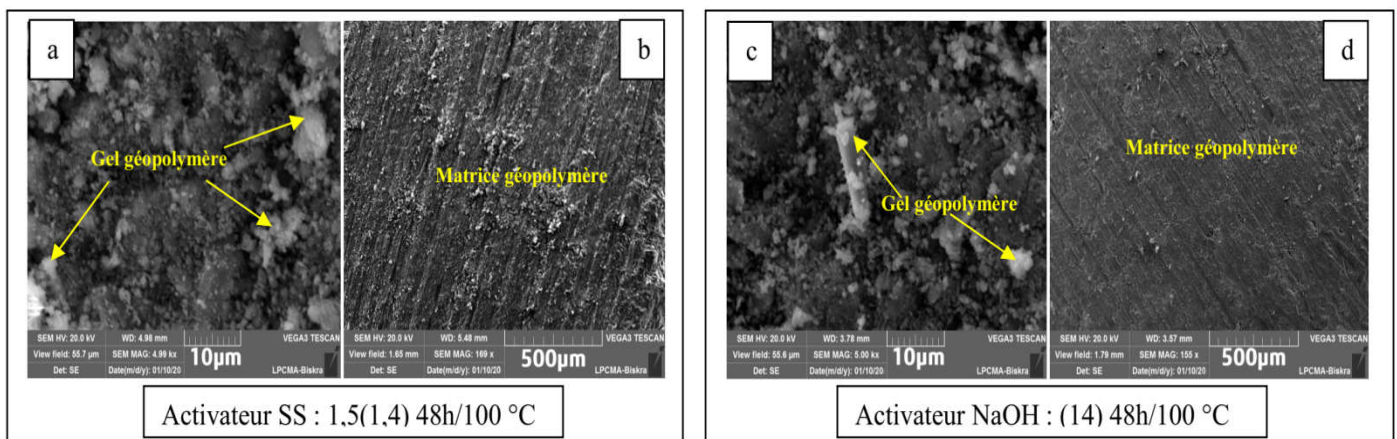 a
Gel géopolymère
SEM HV: 20.0 kV WD: 4.98 mm VEGA3 TESCAN
View field: 55.7 µm SEM MAG: 4.99 kx 10µm
Det: SE Date(m/d/y): 01/10/20 LPCMA-Biskra
b
Matrice géopolymère
SEM HV: 20.0 kV WD: 5.48 mm VEGA3 TESCAN
View field: 1.65 mm SEM MAG: 169 x 500µm
Det: SE Date(m/d/y): 01/10/20 LPCMA-Biskra
Activateur SS : 1,5(1,4) 48h/100 °C
c
Gel géopolymère
SEM HV: 20.0 kV WD: 3.78 mm VEGA3 TESCAN
View field: 55.6 µm SEM MAG: 5.00 kx 10µm
Det: SE Date(m/d/y): 01/10/20 LPCMA-Biskra
d
Matrice géopolymère
SEM HV: 20.0 kV WD: 3.57 mm VEGA3 TESCAN
View field: 1.79 mm SEM MAG: 155 x 500µm
Det: SE Date(m/d/y): 01/10/20 LPCMA-Biskra
Activateur NaOH : (14) 48h/100 °C